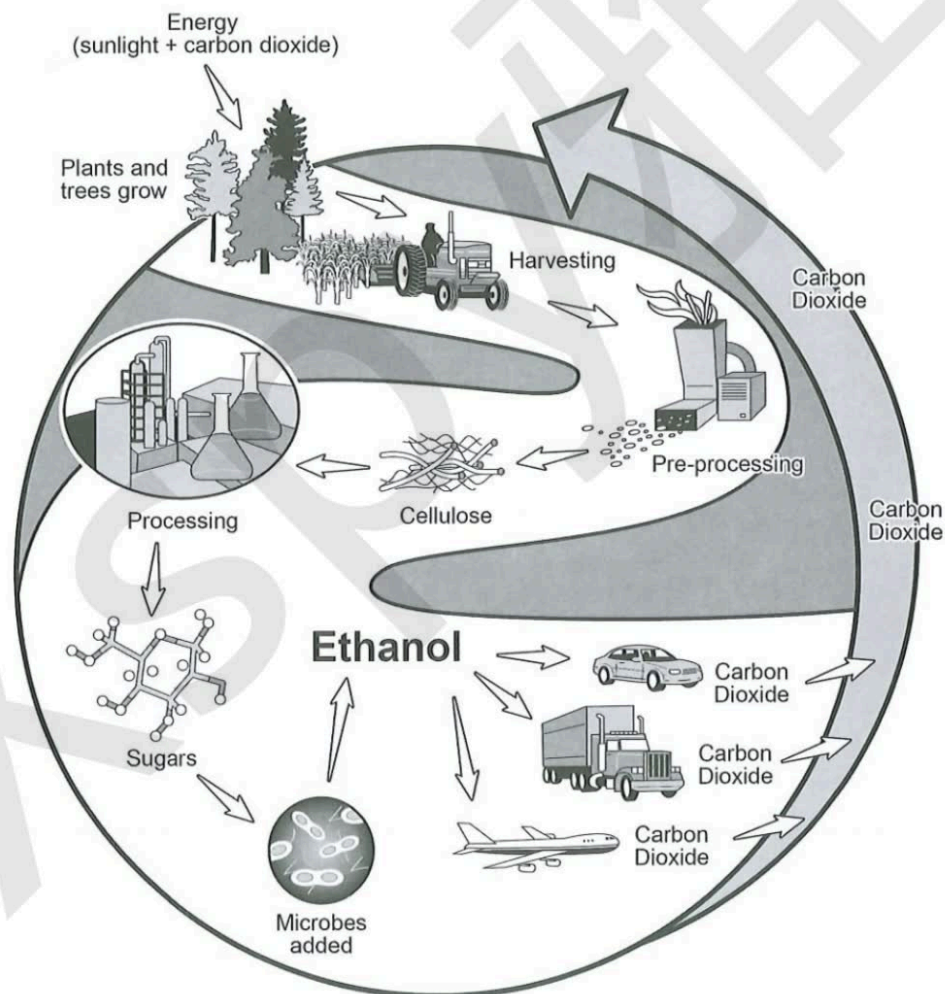 Energy
(sunlight + carbon dioxide)
Plants and
trees grow
Harvesting
Carbon
Dioxide
Pre-processing
Cellulose
Processing
Carbon
Dioxide
Ethanol
Carbon
Dioxide
Sugars
Carbon
Dioxide
Carbon
Dioxide
Microbes
added